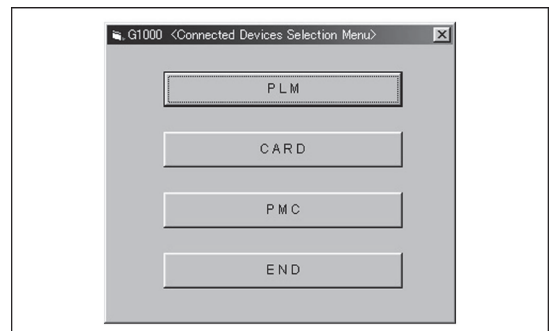 G1000 <Connected Devices Selection Menu>
PLM
CARD
PMC
END